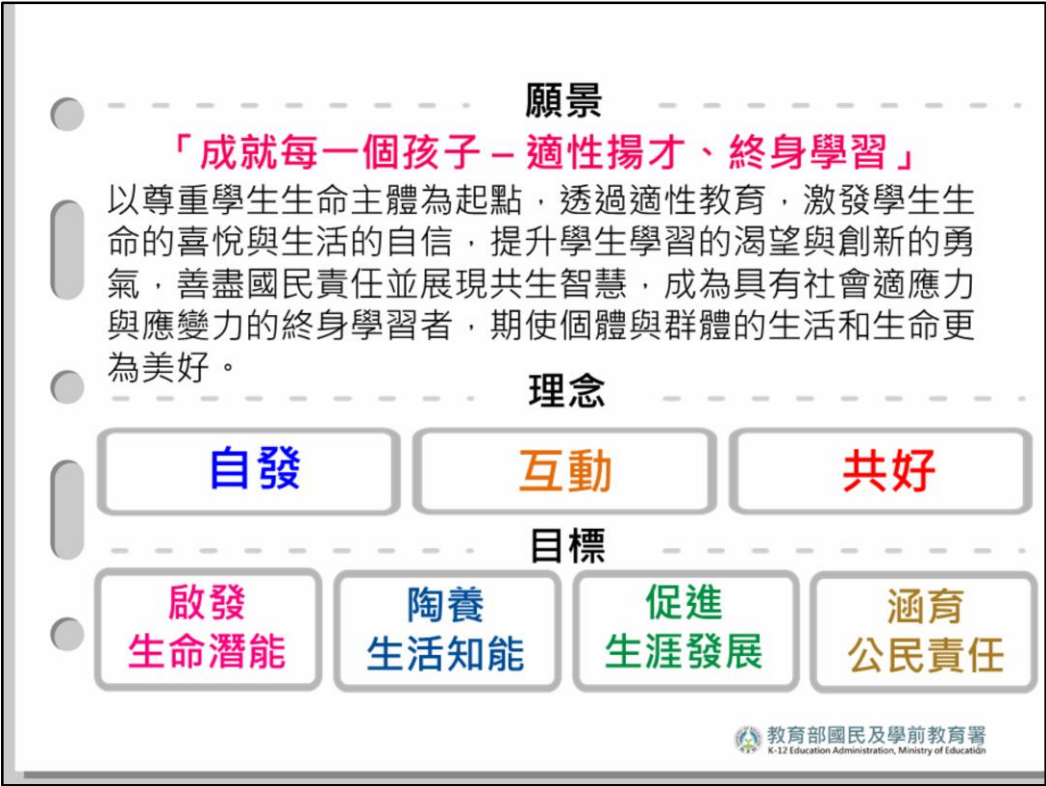 願景
「成就每一個孩子 – 適性揚才、終身學習」
以尊重學生生命主體為起點，透過適性教育，激發學生生
命的喜悅與生活的自信，提升學生學習的渴望與創新的勇
氣，善盡國民責任並展現共生智慧，成為具有社會適應力
與應變力的終身學習者，期使個體與群體的生活和生命更
為美好。
理念
自發
互動
共好
目標
啟發
生命潛能
陶養
生活知能
促進
生涯發展
涵育
公民責任
教育部國民及學前教育署
K-12 Education Administration, Ministry of Education